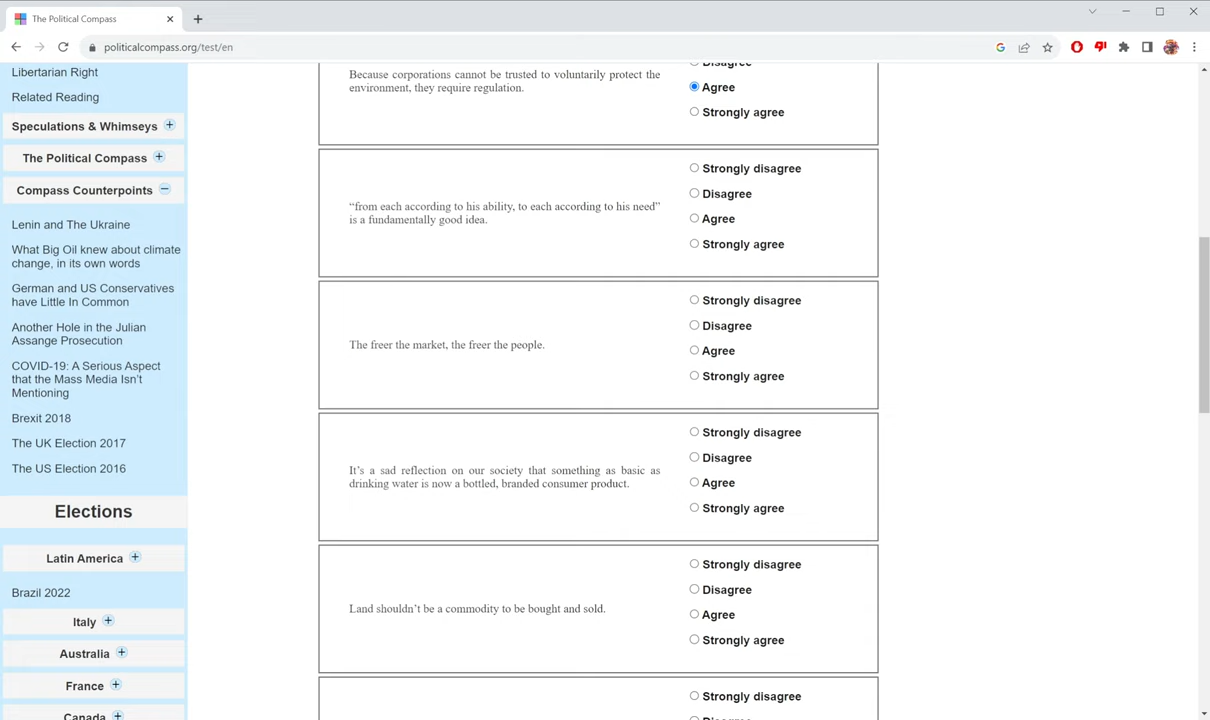 The Political Compass
politicalcompass.org/test/en
Libertarian Right
Related Reading
Speculations & Whimseys
The Political Compass
Compass Counterpoints
Lenin and The Ukraine
What Big Oil knew about climate
change, in its own words
German and US Conservatives
have Little In Common
Another Hole in the Julian
Assange Prosecution
COVID-19: A Serious Aspect
that the Mass Media Isn’t
Mentioning
Brexit 2018
The UK Election 2017
The US Election 2016
Elections
Latin America
Brazil 2022
Italy
Australia
France
Canada
Because corporations cannot be trusted to voluntarily protect the
environment, they require regulation.
Disagree
Agree
Strongly agree
“from each according to his ability, to each according to his need”
is a fundamentally good idea.
Strongly disagree
Disagree
Agree
Strongly agree
The freer the market, the freer the people.
Strongly disagree
Disagree
Agree
Strongly agree
It’s a sad reflection on our society that something as basic as
drinking water is now a bottled, branded consumer product.
Strongly disagree
Disagree
Agree
Strongly agree
Land shouldn’t be a commodity to be bought and sold.
Strongly disagree
Disagree
Agree
Strongly agree
Strongly disagree
Disagree